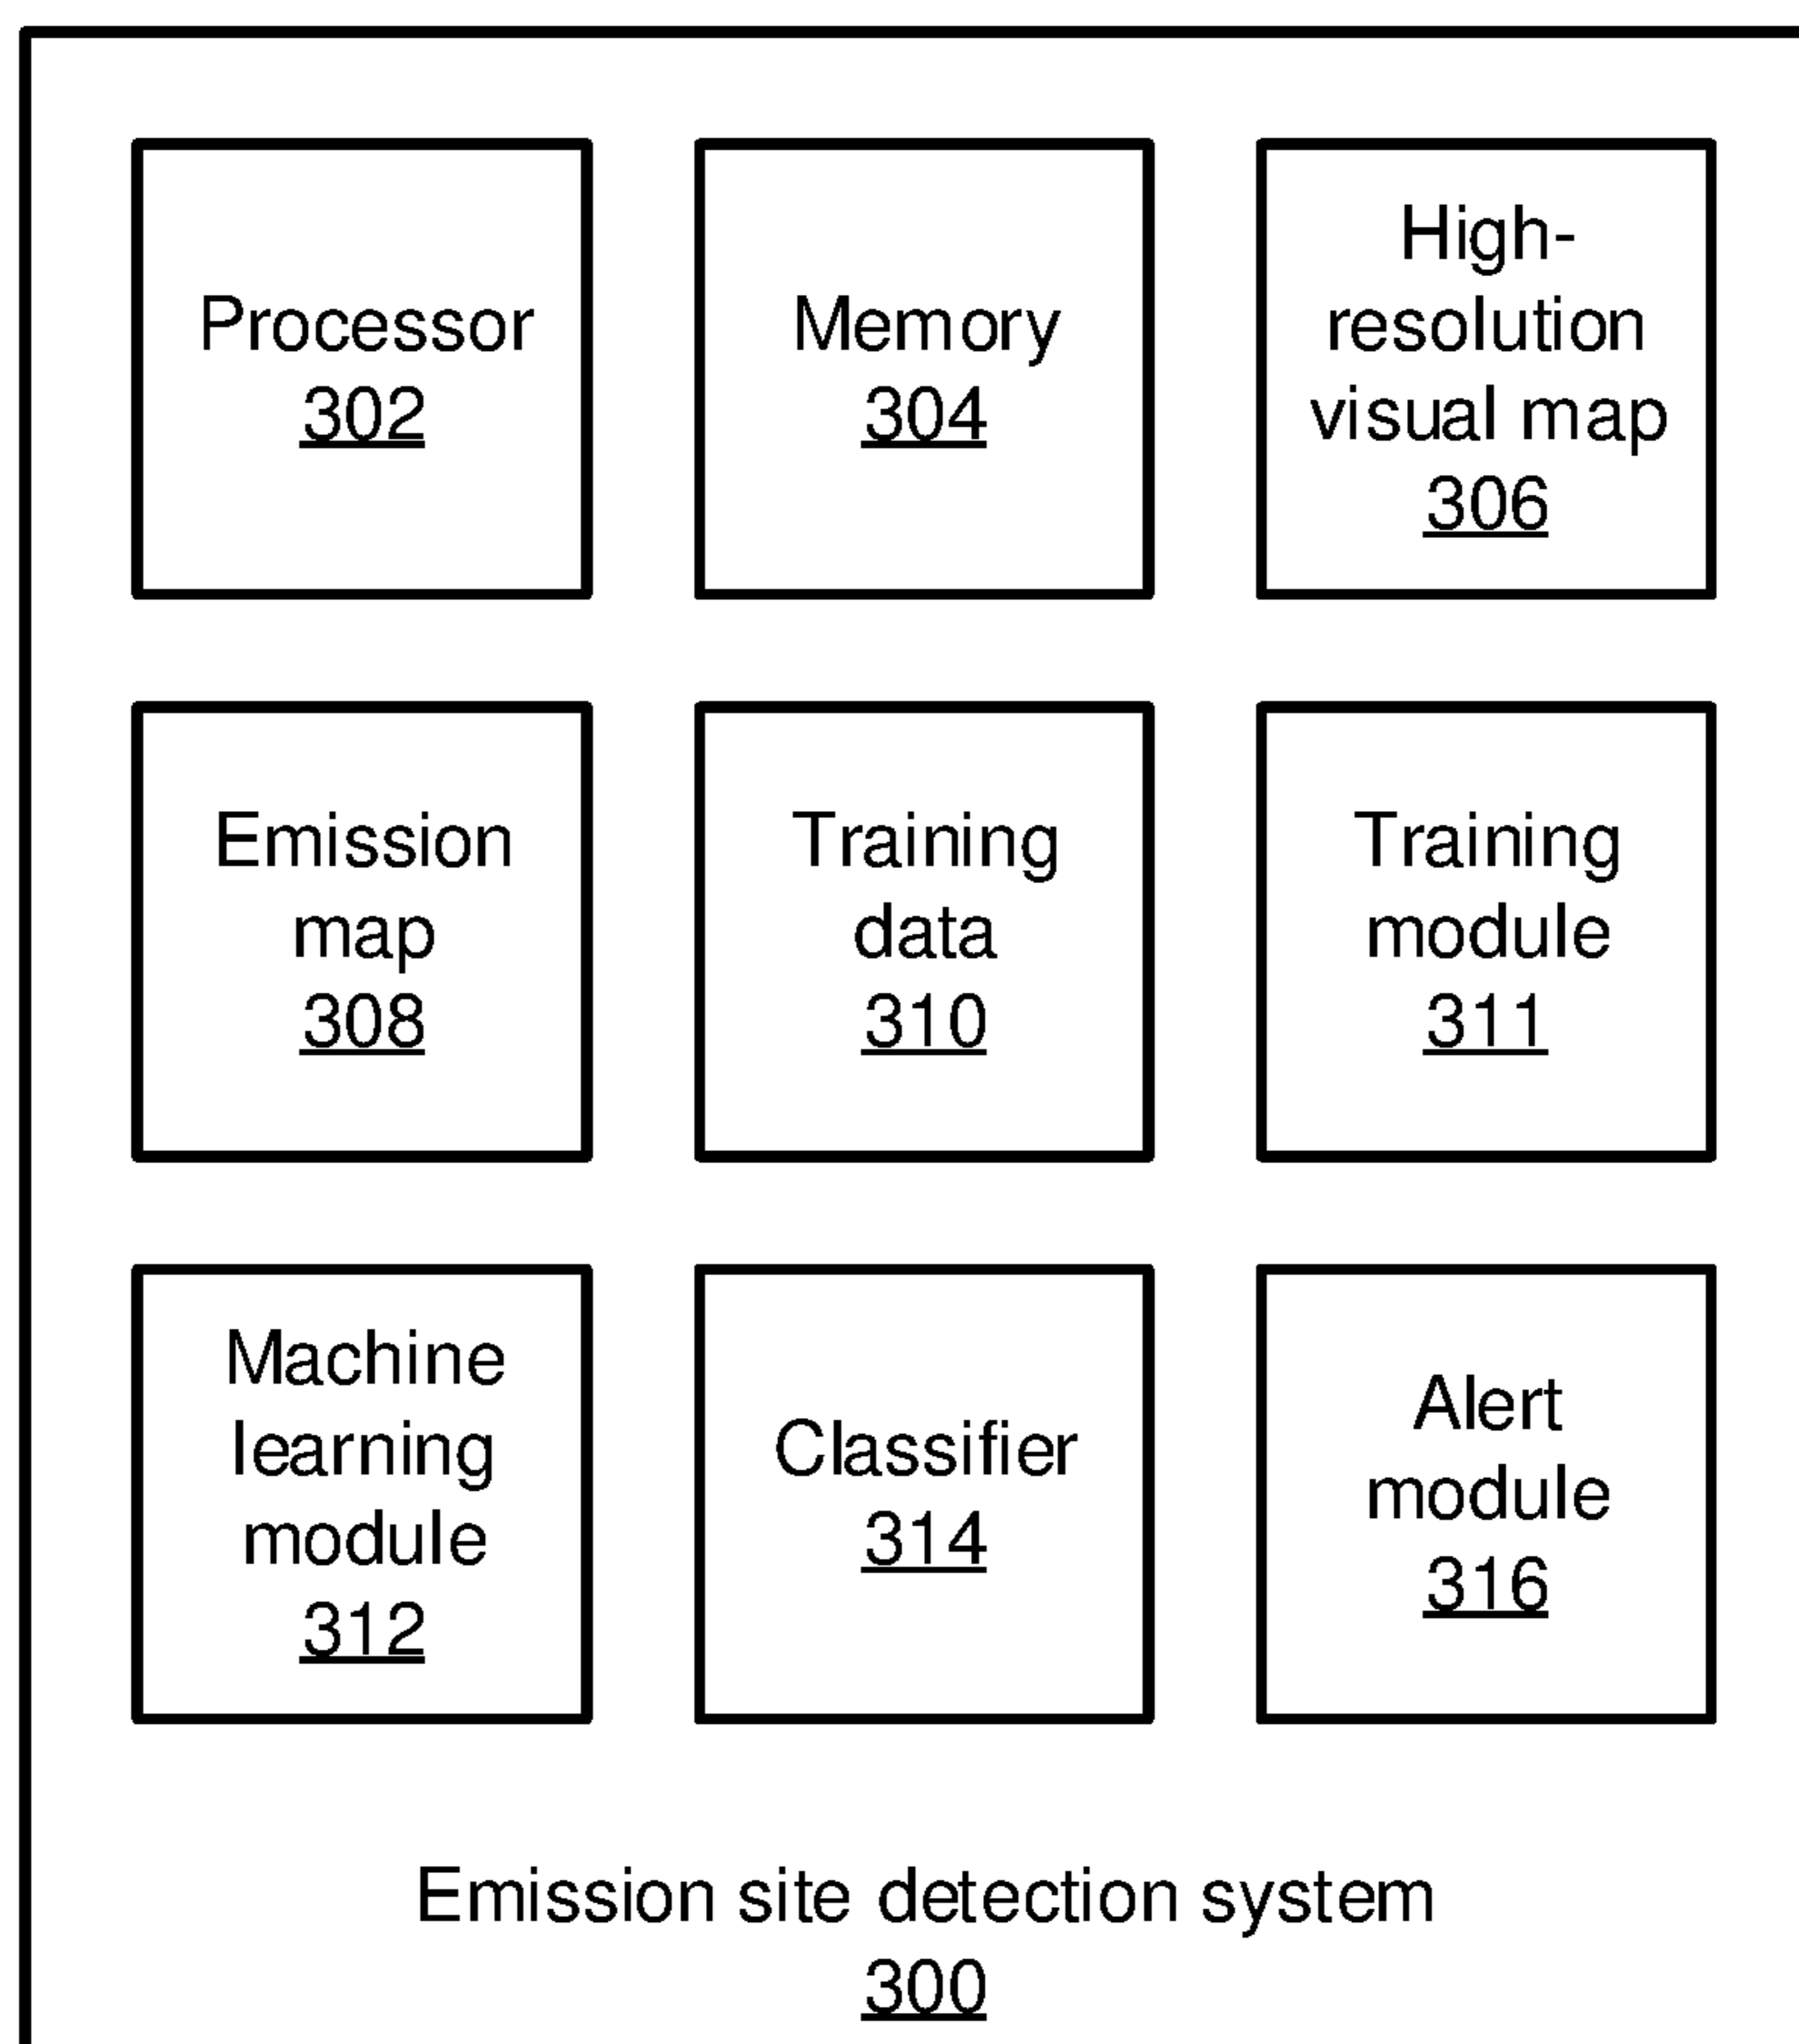 Processor
302
Memory
304
High-
resolution
visual map
306
Emission
map
308
Training
data
310
Training
module
311
Machine
learning
module
312
Classifier
314
Alert
module
316
Emission site detection system
300